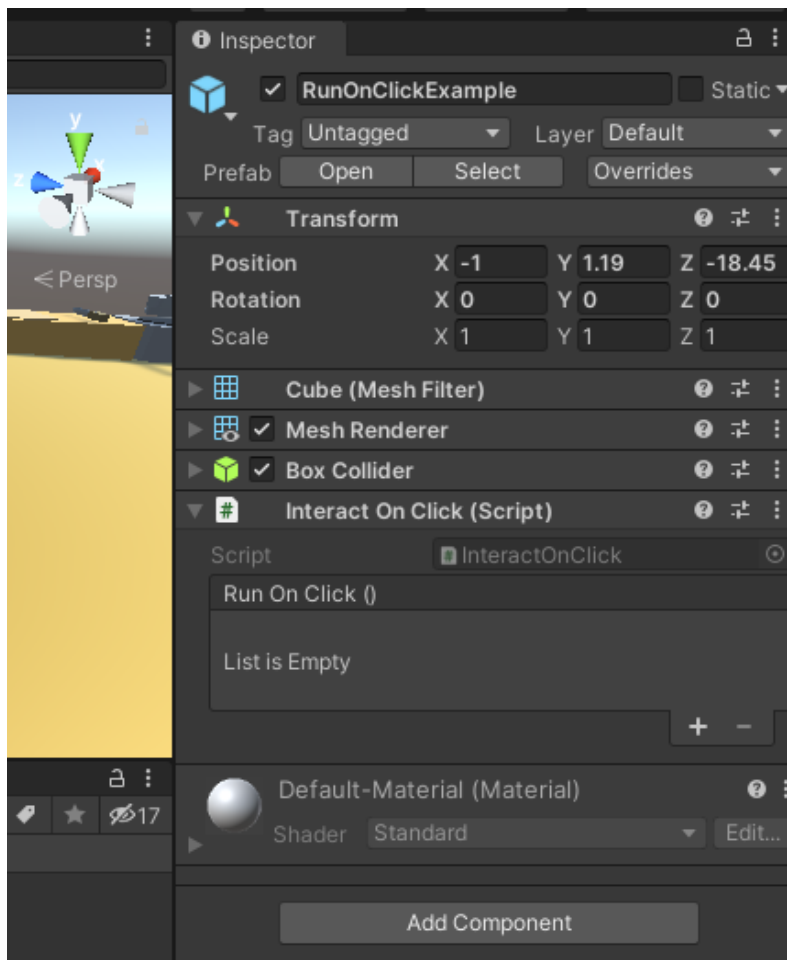 Inspector
RunOnClickExample Static
Tag Untagged Layer Default
Prefab Open Select Overrides
y
x
z
Persp
Transform
Position X -1 Y 1.19 Z -18.45
Rotation X 0 Y 0 Z 0
Scale X 1 Y 1 Z 1
Cube (Mesh Filter)
Mesh Renderer
Box Collider
# Interact On Click (Script)
Script # InteractOnClick
Run On Click ()
List is Empty
+ −
17
Default-Material (Material)
Shader Standard Edit...
Add Component